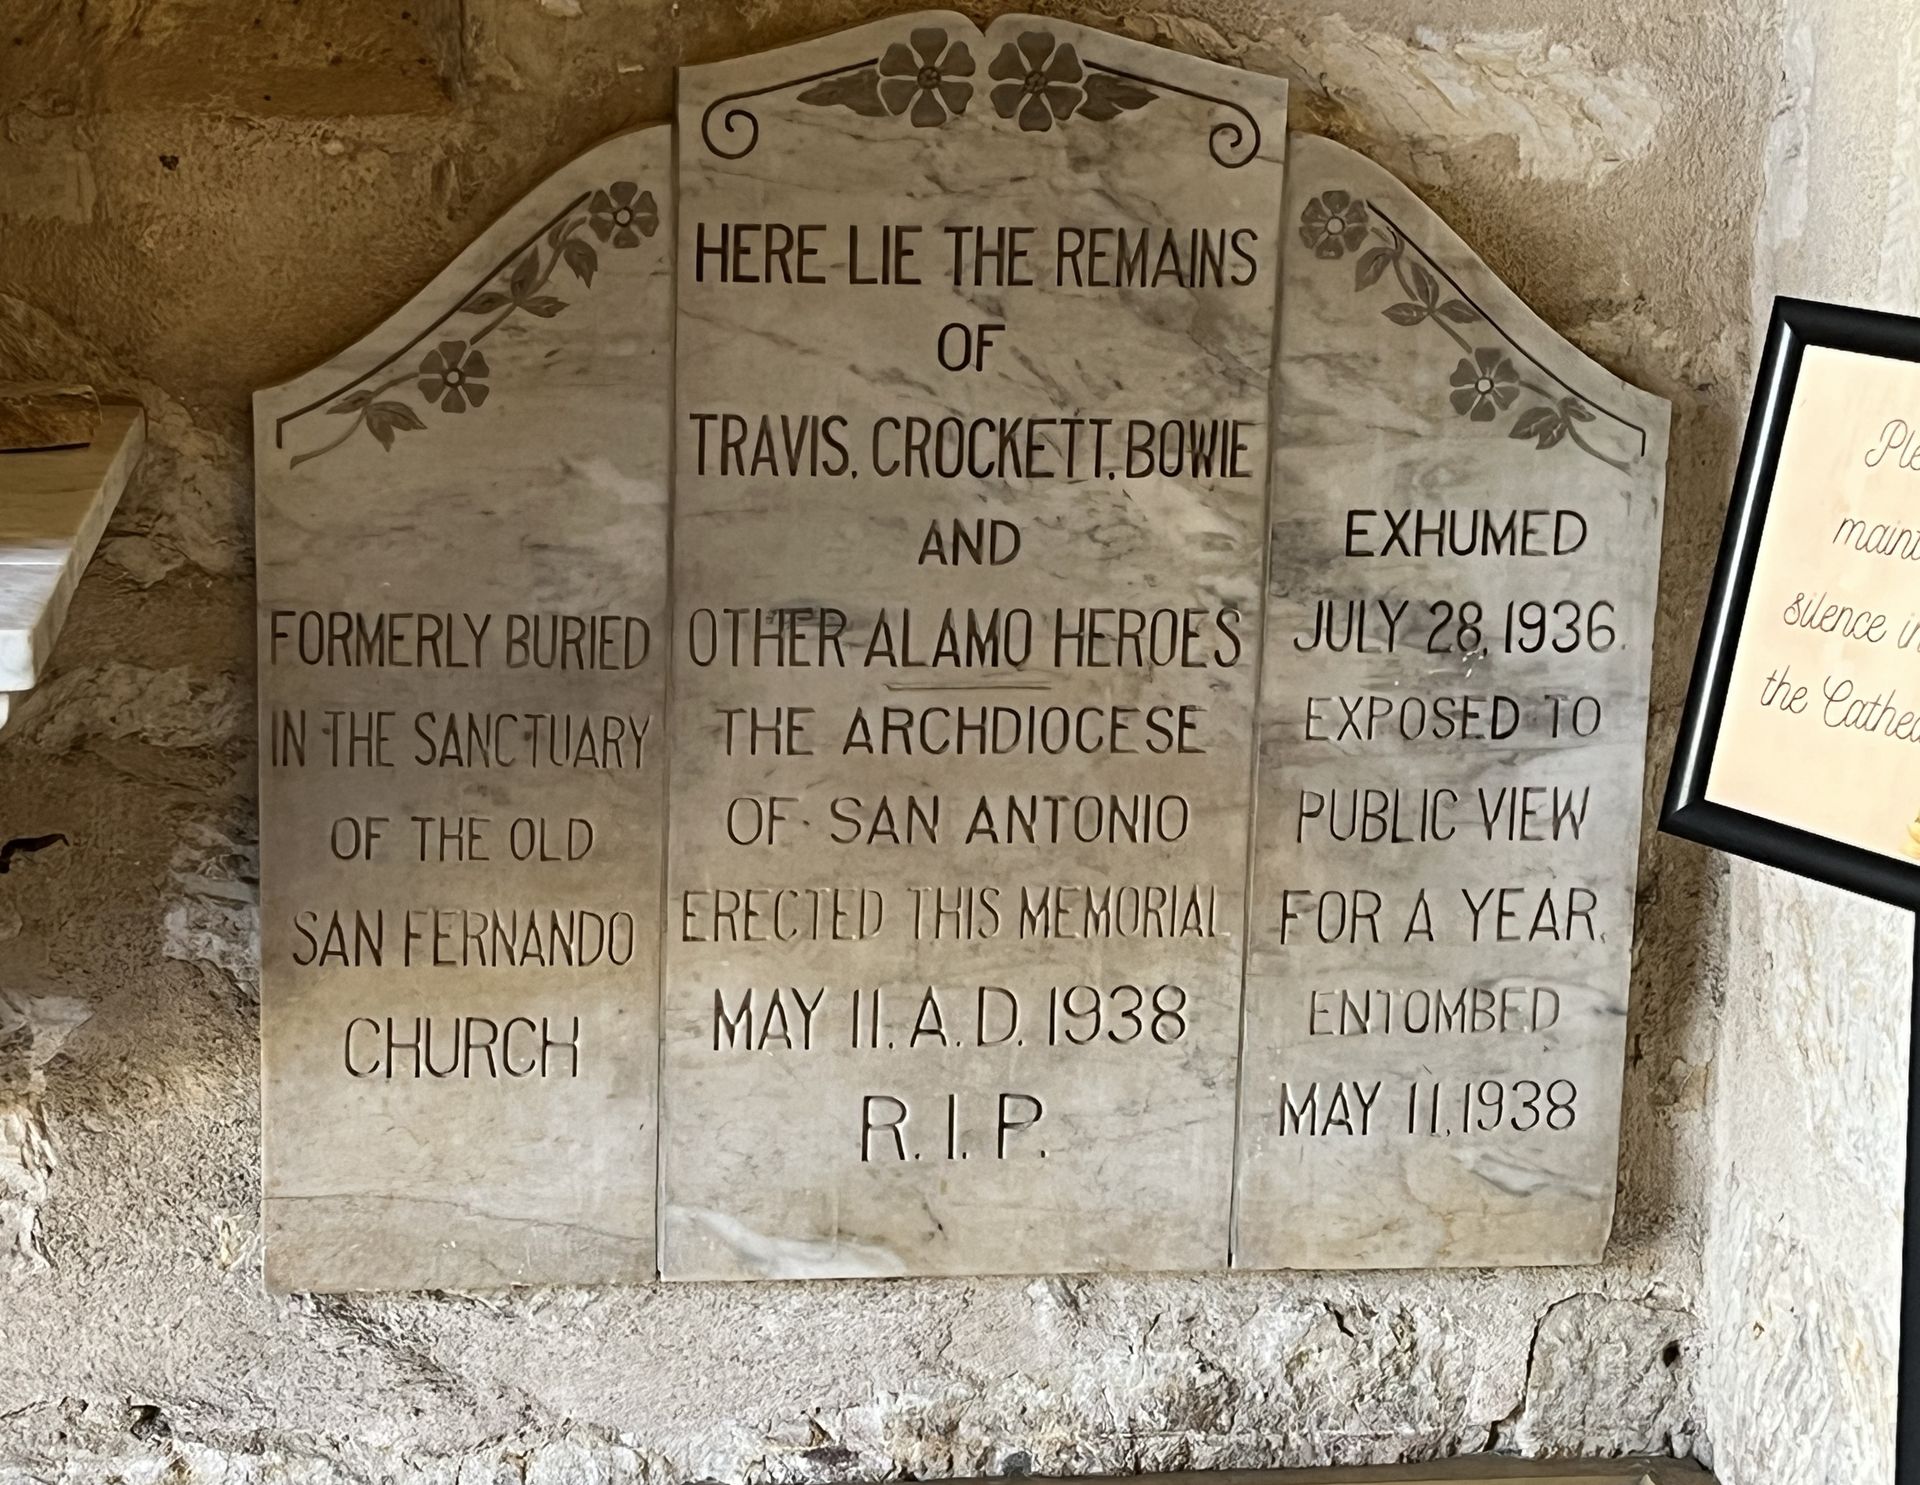 HERE LIE THE REMAINS
OF
TRAVIS, CROCKETT, BOWIE
AND
OTHER ALAMO HEROES
THE ARCHDIOCESE
OF SAN ANTONIO
ERECTED THIS MEMORIAL
MAY 11. A.D. 1938
R.I.P.
FORMERLY BURIED
IN THE SANCTUARY
OF THE OLD
SAN FERNANDO
CHURCH
EXHUMED
JULY 28, 1936.
EXPOSED TO
PUBLIC VIEW
FOR A YEAR.
ENTOMBED
MAY 11, 1938
silence
the